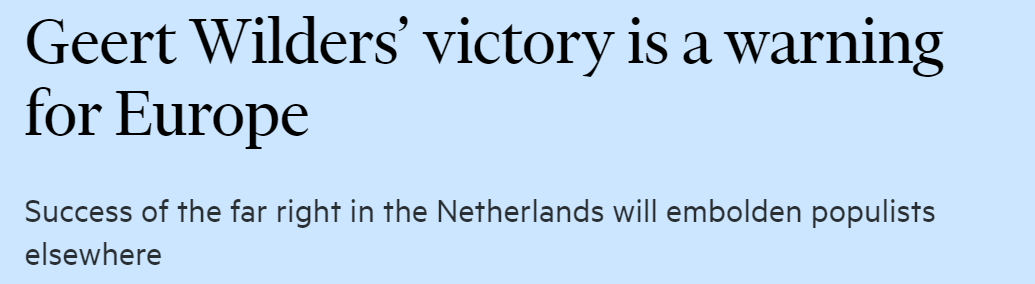 Geert Wilders’ victory is a warning
for Europe
Success of the far right in the Netherlands will embolden populists
elsewhere